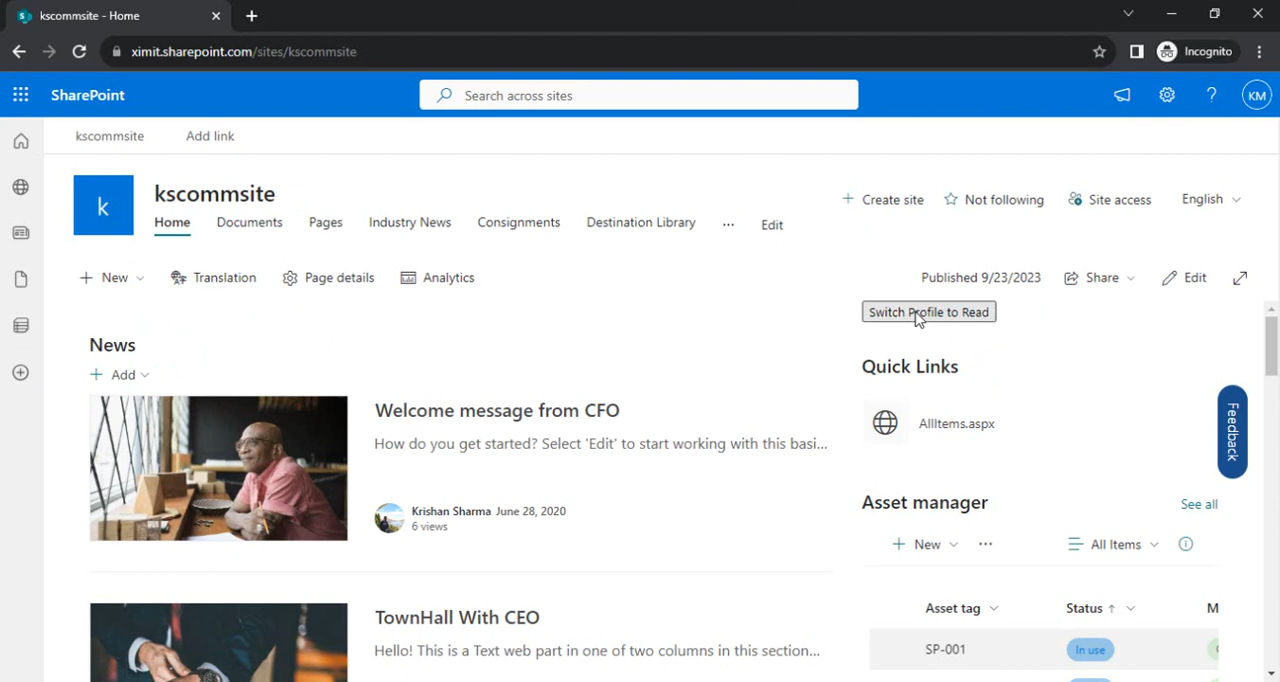 kscommsite - Home
ximit.sharepoint.com/sites/kscommsite
Incognito
SharePoint
Search across sites
KM
kscommsite Add link
k
kscommsite
Create site Not following Site access English
Home Documents Pages Industry News Consignments Destination Library ... Edit
+ New Translation Page details Analytics Published 9/23/2023 Share Edit
Switch Profile to Read
News
+ Add
Quick Links
Welcome message from CFO
How do you get started? Select 'Edit' to start working with this basi...
AllItems.aspx
Feedback
Krishan Sharma June 28, 2020
6 views
Asset manager See all
+ New ... All Items
Asset tag Status M
TownHall With CEO
Hello! This is a Text web part in one of two columns in this section...
SP-001 In use